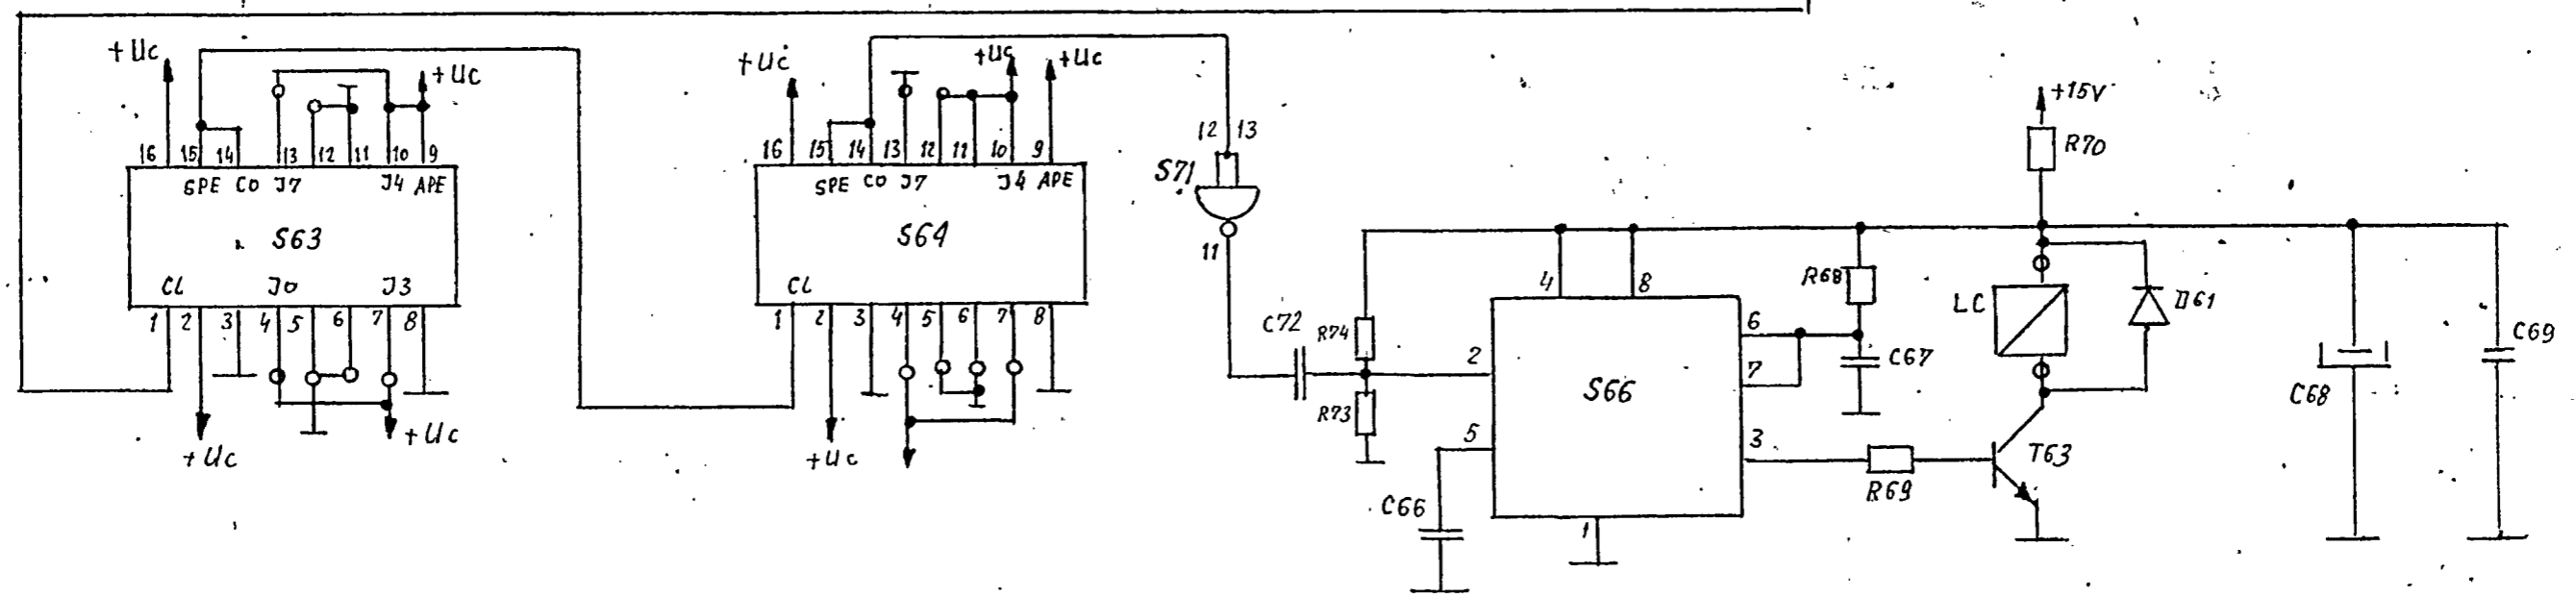 +Uc
+Uc
16 15 14 13 12 11 10 9
SPE CO J7 J4 APE
S63
CL J0 J3
1 2 3 4 5 6 7 8
+Uc
+Uc
+Uc
+Uc
+Uc
16 15 14 13 12 11 10 9
SPE CO J7 J4 APE
S64
CL
1 2 3 4 5 6 7 8
+Uc
12 13
S71
11
C72
R74
R73
2
5
C66
4 8
S66
1
6
7
3
R68
C67
R69
+15V
R70
LC
D61
T63
C68
C69